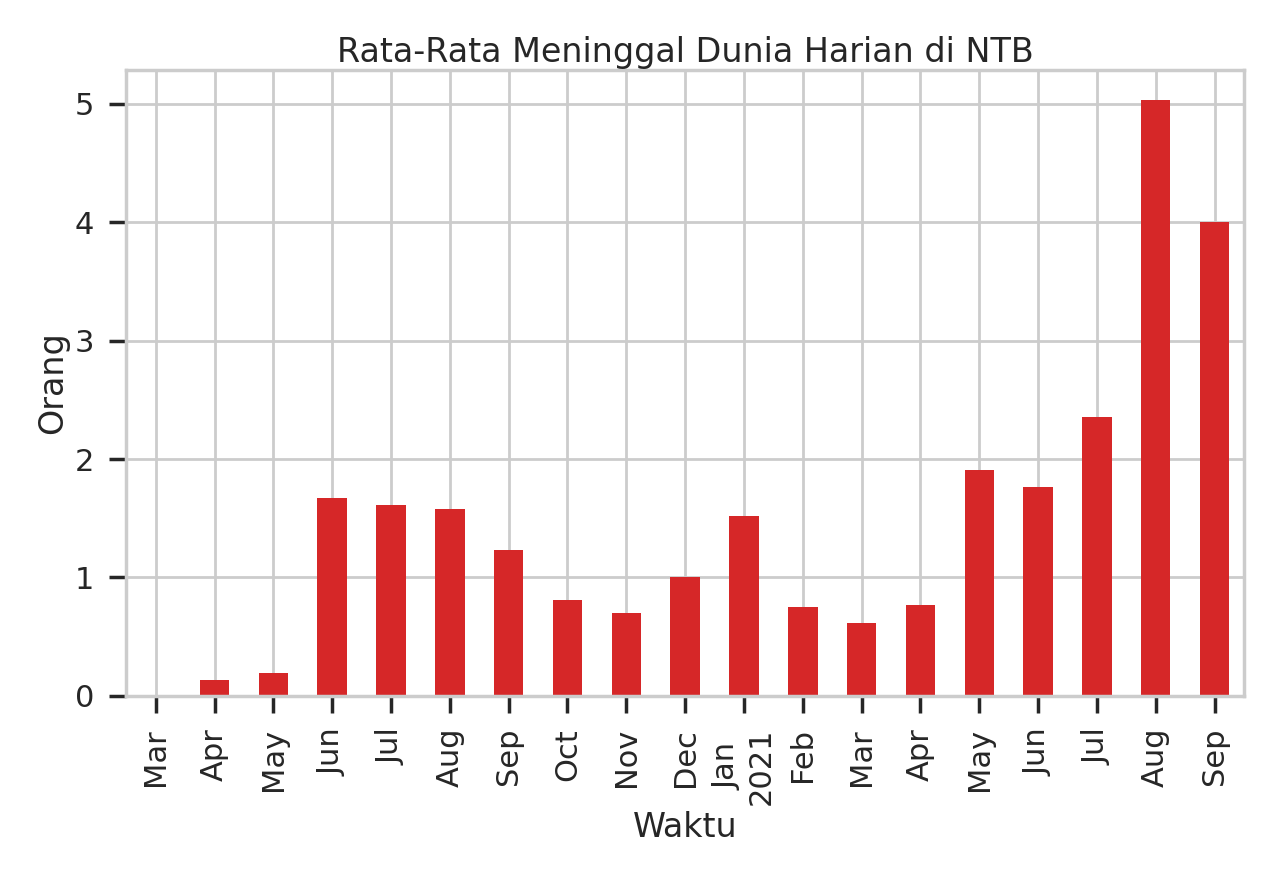 Rata-Rata Meninggal Dunia Harian di NTB
Orang
5
4
3
2
1
0
Mar
Apr
May
Jun
Jul
Aug
Sep
Oct
Nov
Dec
Jan
2021
Feb
Mar
Apr
May
Jun
Jul
Aug
Sep
Waktu